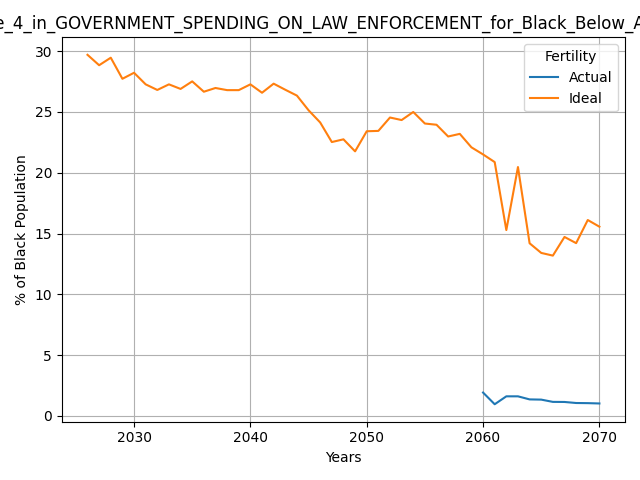 e_4_in_GOVERNMENT_SPENDING_ON_LAW_ENFORCEMENT_for_Black_Below_A
Fertility
Actual
Ideal
% of Black Population
30
25
20
15
10
5
0
2030 2040 2050 2060 2070
Years